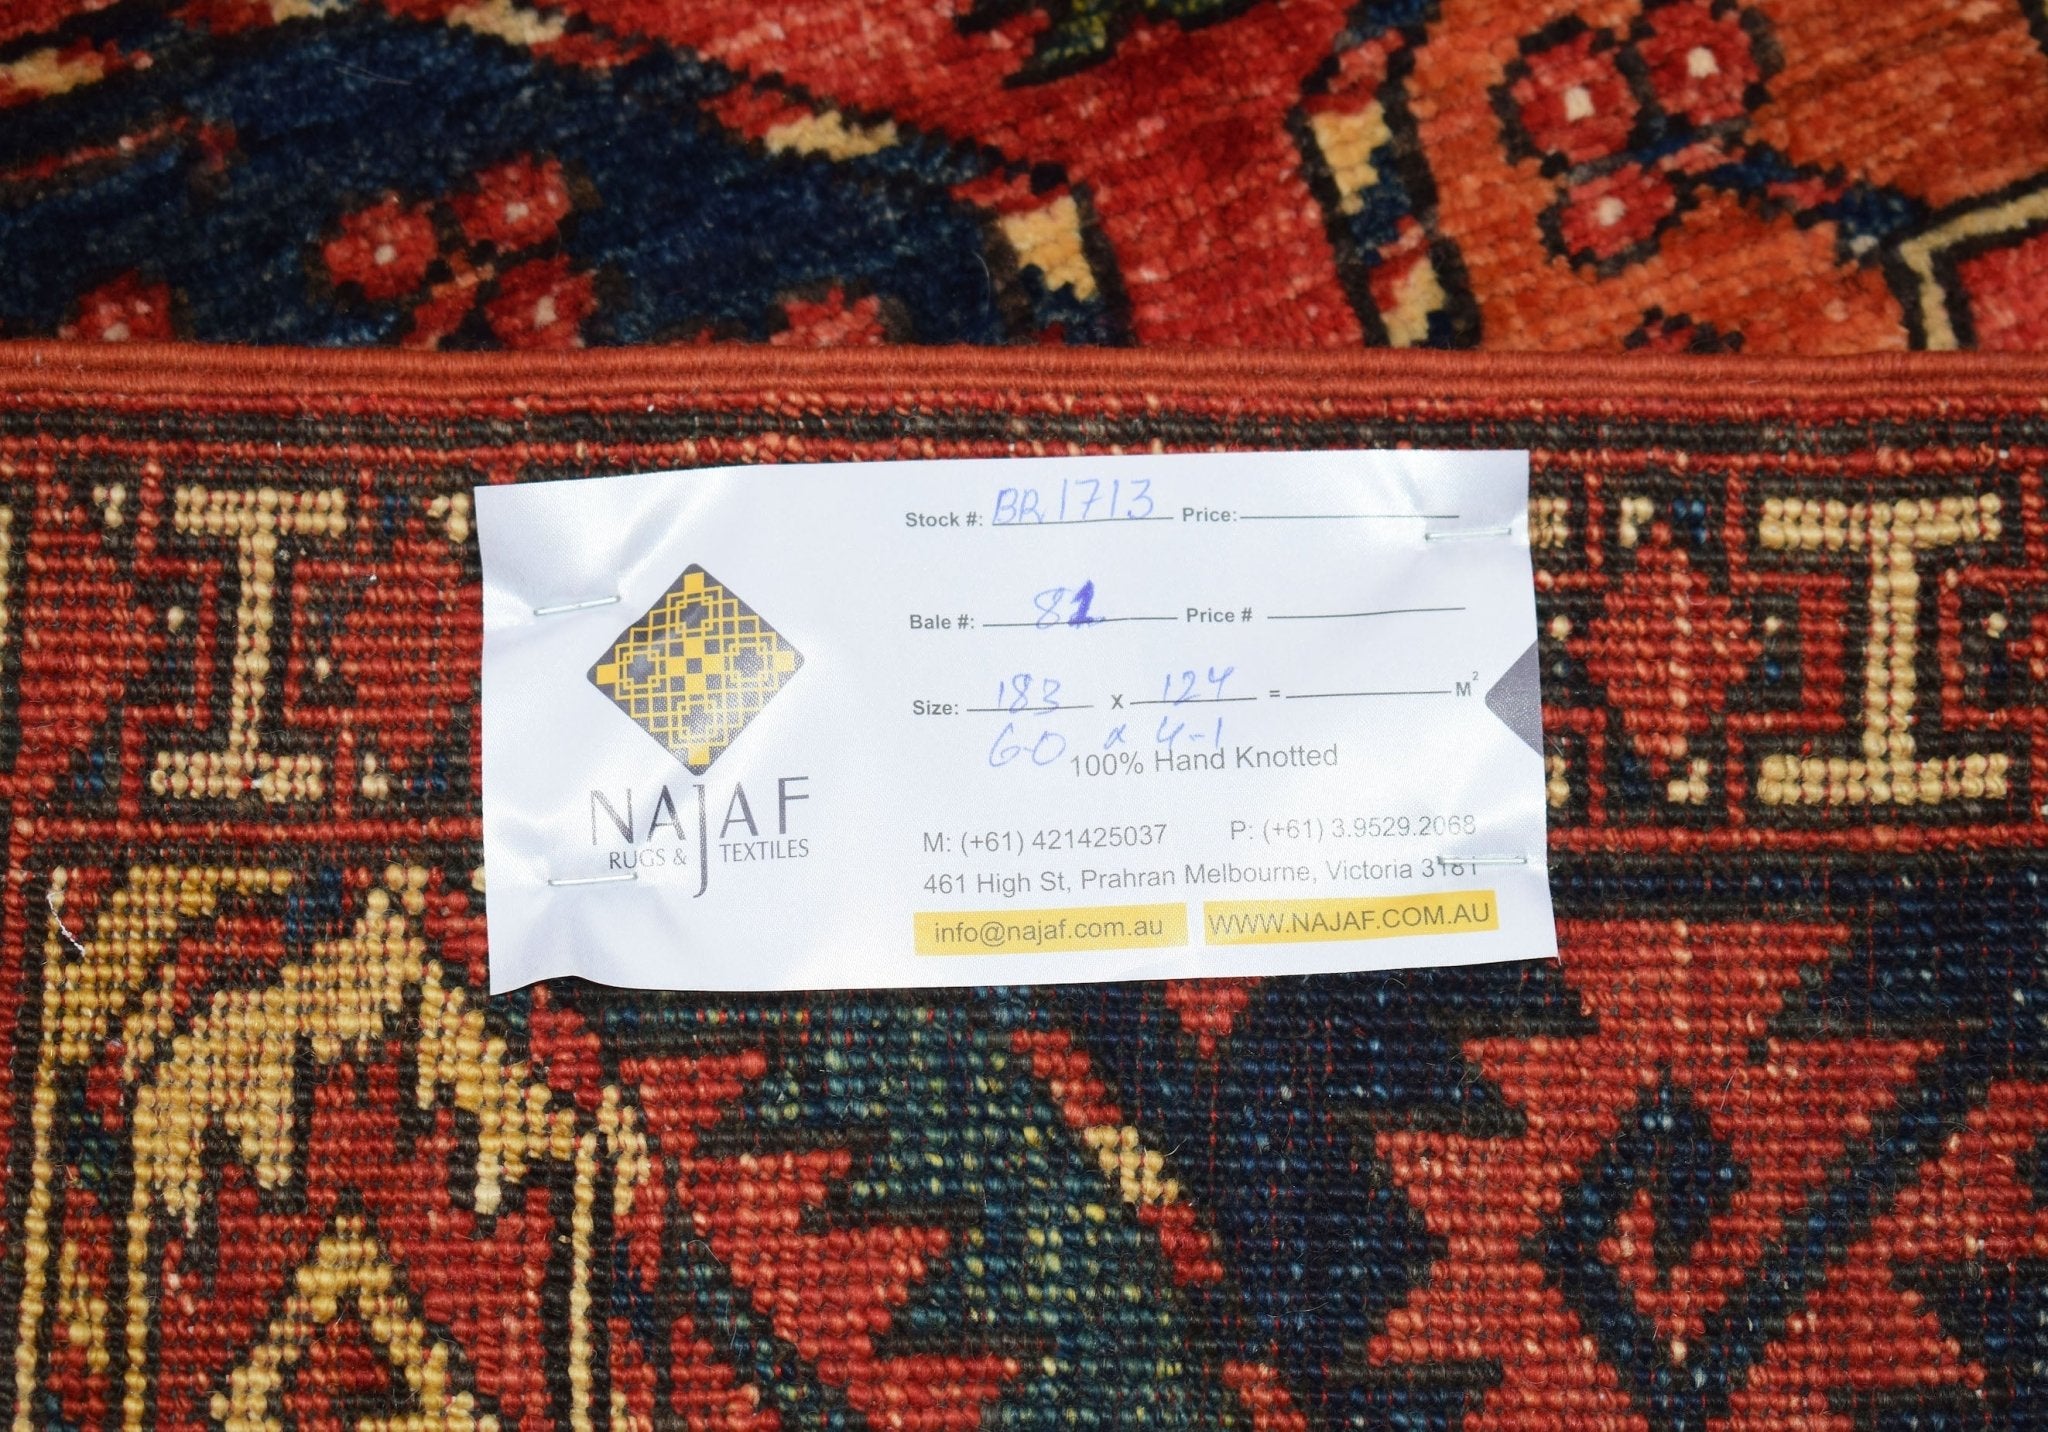 Stock #: BR1713 Price:
Bale #: 81 Price #
Size: 183 x 124 = M²
6-0 x 4-1
100% Hand Knotted
NAJAF
RUGS & TEXTILES
M: (+61) 421425037 P: (+61) 3.9529.2068
461 High St, Prahran Melbourne, Victoria 3181
info@najaf.com.au WWW.NAJAF.COM.AU